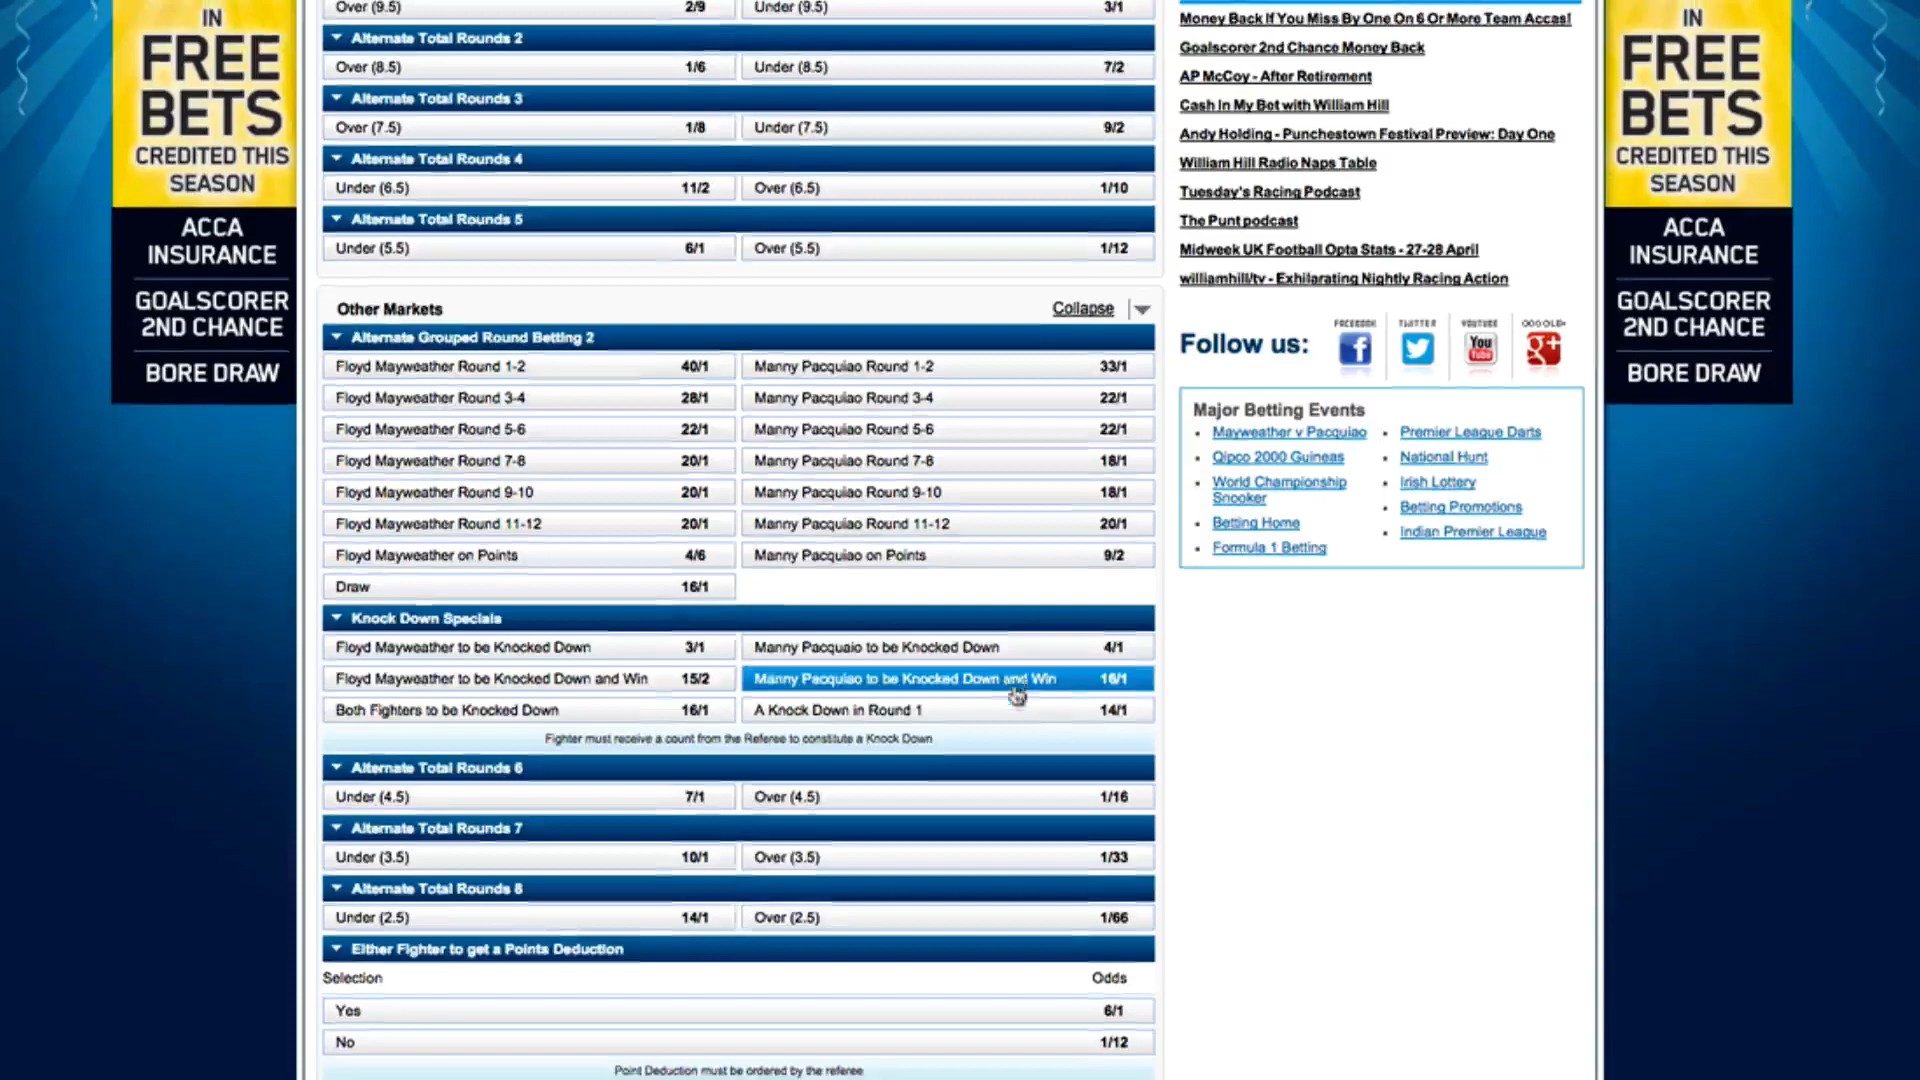 IN
FREE
BETS
CREDITED THIS
SEASON
ACCA
INSURANCE
GOALSCORER
2ND CHANCE
BORE DRAW
Over (9.5) 2/9 Under (9.5) 3/1
Alternate Total Rounds 2
Over (8.5) 1/6 Under (8.5) 7/2
Alternate Total Rounds 3
Over (7.5) 1/8 Under (7.5) 9/2
Alternate Total Rounds 4
Under (6.5) 11/2 Over (6.5) 1/10
Alternate Total Rounds 5
Under (5.5) 6/1 Over (5.5) 1/12
Other Markets Collapse
Alternate Grouped Round Betting 2
Floyd Mayweather Round 1-2 40/1 Manny Pacquiao Round 1-2 33/1
Floyd Mayweather Round 3-4 28/1 Manny Pacquiao Round 3-4 22/1
Floyd Mayweather Round 5-6 22/1 Manny Pacquiao Round 5-6 22/1
Floyd Mayweather Round 7-8 20/1 Manny Pacquiao Round 7-8 18/1
Floyd Mayweather Round 9-10 20/1 Manny Pacquiao Round 9-10 18/1
Floyd Mayweather Round 11-12 20/1 Manny Pacquiao Round 11-12 20/1
Floyd Mayweather on Points 4/6 Manny Pacquiao on Points 9/2
Draw 16/1
Knock Down Specials
Floyd Mayweather to be Knocked Down 3/1 Manny Pacquaio to be Knocked Down 4/1
Floyd Mayweather to be Knocked Down and Win 15/2 Manny Pacquiao to be Knocked Down and Win 16/1
Both Fighters to be Knocked Down 16/1 A Knock Down in Round 1 14/1
Fighter must receive a count from the Referee to constitute a Knock Down
Alternate Total Rounds 6
Under (4.5) 7/1 Over (4.5) 1/16
Alternate Total Rounds 7
Under (3.5) 10/1 Over (3.5) 1/33
Alternate Total Rounds 8
Under (2.5) 14/1 Over (2.5) 1/66
Either Fighter to get a Points Deduction
Selection Odds
Yes 6/1
No 1/12
Point Deduction must be ordered by the referee
Money Back If You Miss By One On 6 Or More Team Accas!
Goalscorer 2nd Chance Money Back
AP McCoy - After Retirement
Cash In My Bet with William Hill
Andy Holding - Punchestown Festival Preview: Day One
William Hill Radio Naps Table
Tuesday's Racing Podcast
The Punt podcast
Midweek UK Football Opta Stats - 27-28 April
williamhill/tv - Exhilarating Nightly Racing Action
Follow us:
FACEBOOK TWITTER YOUTUBE GOOGLE+
f You Tube g+
Major Betting Events
Mayweather v Pacquiao Premier League Darts
Qipco 2000 Guineas National Hunt
World Championship Irish Lottery
Snooker Betting Promotions
Betting Home Indian Premier League
Formula 1 Betting
IN
FREE
BETS
CREDITED THIS
SEASON
ACCA
INSURANCE
GOALSCORER
2ND CHANCE
BORE DRAW